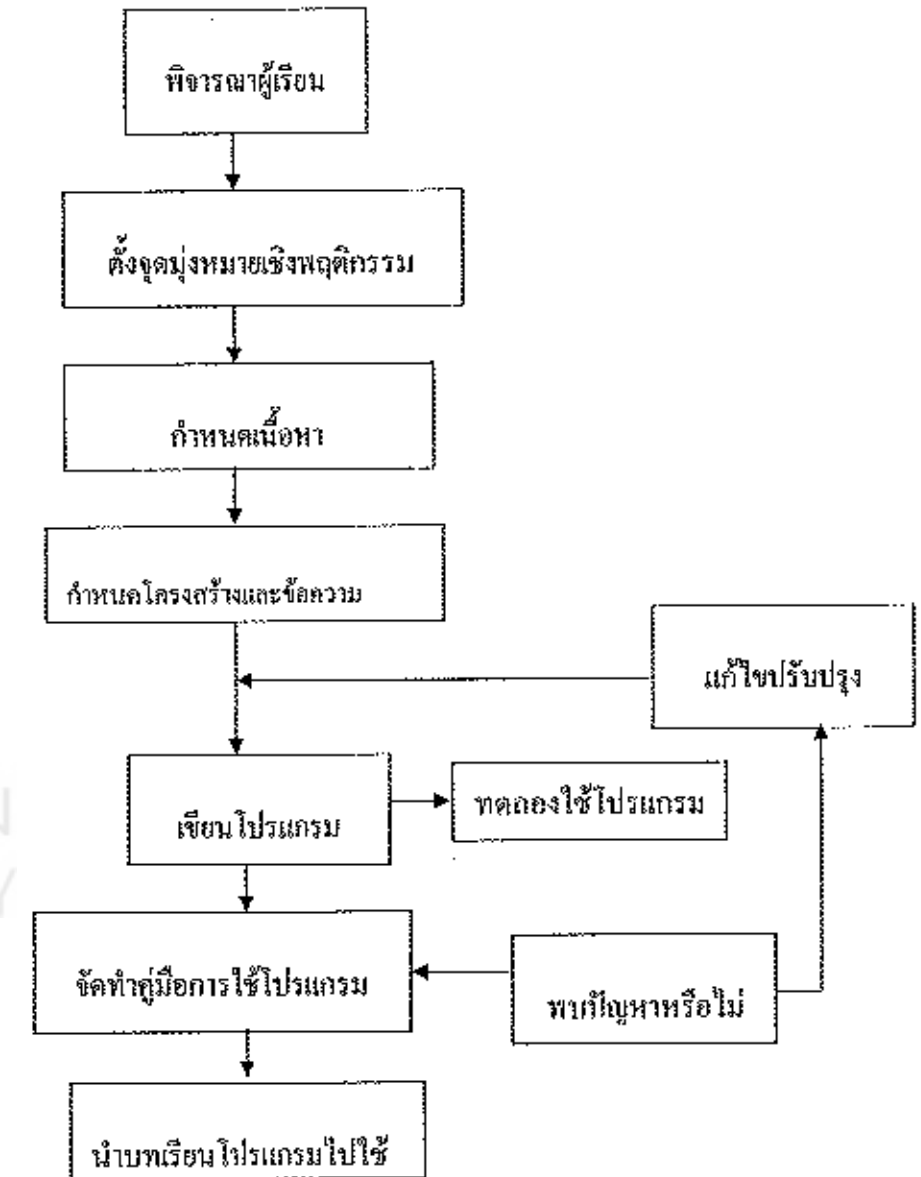 พิจารณาผู้เรียน
ตั้งจุดมุ่งหมายเชิงพฤติกรรม
กำหนดเนื้อหา
กำหนดโครงสร้างและข้อความ
แก้ไขปรับปรุง
ทดลองใช้โปรแกรม
เขียนโปรแกรม
จัดทำคู่มือการใช้โปรแกรม
พบปัญหาหรือไม่
นำบทเรียนโปรแกรมไปใช้